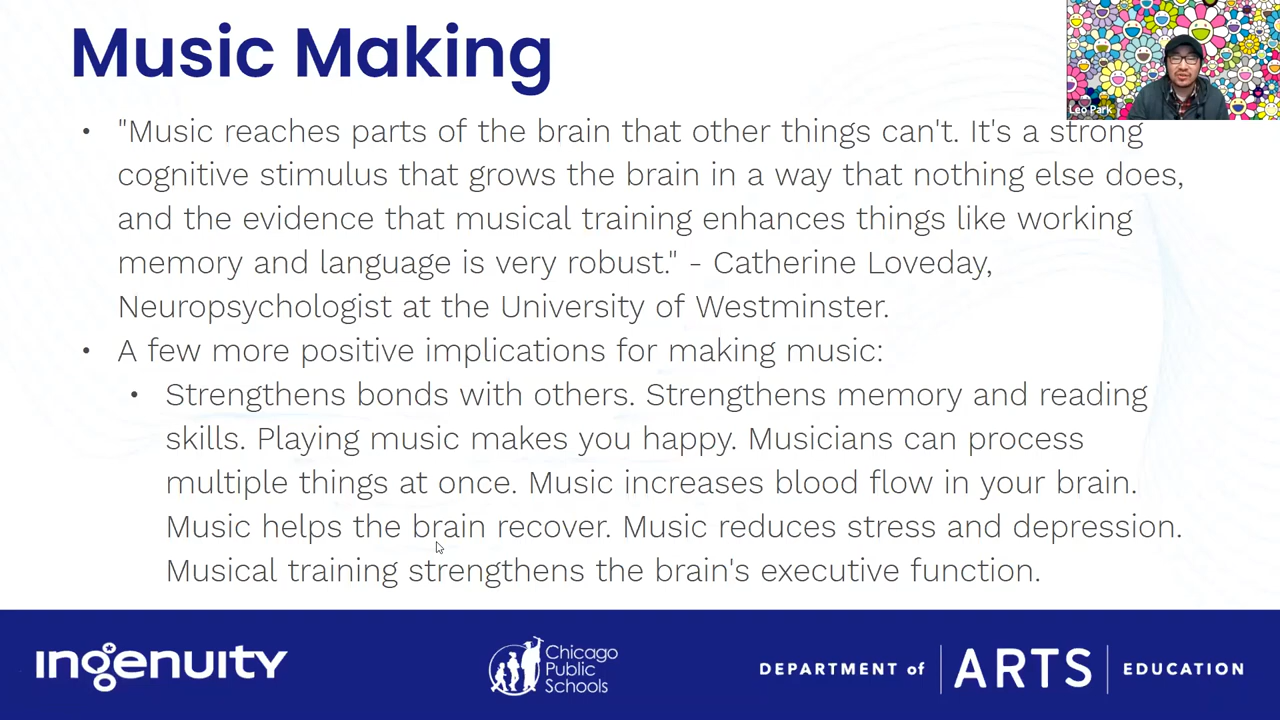 Music Making
Leo Park
• "Music reaches parts of the brain that other things can't. It's a strong
cognitive stimulus that grows the brain in a way that nothing else does,
and the evidence that musical training enhances things like working
memory and language is very robust." - Catherine Loveday,
Neuropsychologist at the University of Westminster.
• A few more positive implications for making music:
• Strengthens bonds with others. Strengthens memory and reading
skills. Playing music makes you happy. Musicians can process
multiple things at once. Music increases blood flow in your brain.
Music helps the brain recover. Music reduces stress and depression.
Musical training strengthens the brain's executive function.
ingenuity
Chicago
Public
Schools
DEPARTMENT of | ARTS | EDUCATION